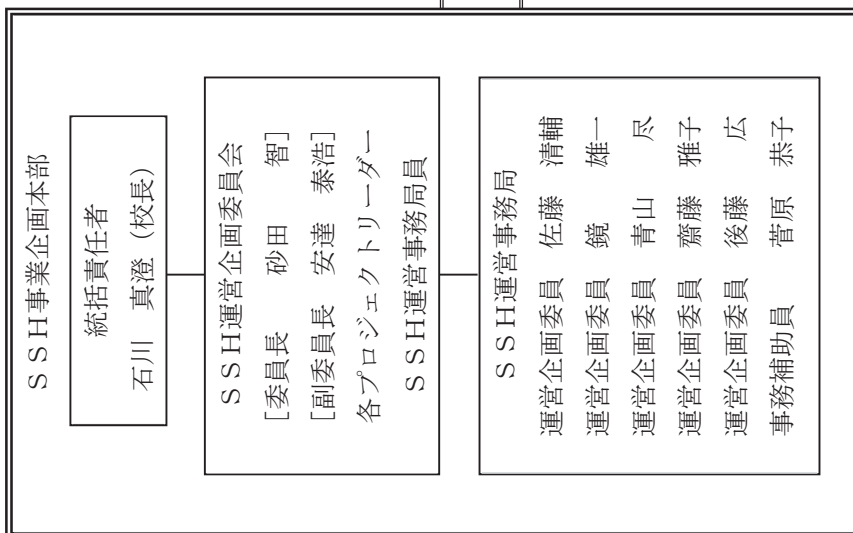 ＳＳＨ事業企画本部
統括責任者
石川　真澄（校長）
ＳＳＨ運営企画委員会
[委員長　砂田　智]
[副委員長　安達　泰浩]
各プロジェクトリーダー
ＳＳＨ運営事務局員
ＳＳＨ運営事務局
運営企画委員　佐藤　清輔
運営企画委員　鏡　雄一
運営企画委員　青山　尽
運営企画委員　齋藤　雅子
運営企画委員　後藤　広
事務補助員　菅原　恭子